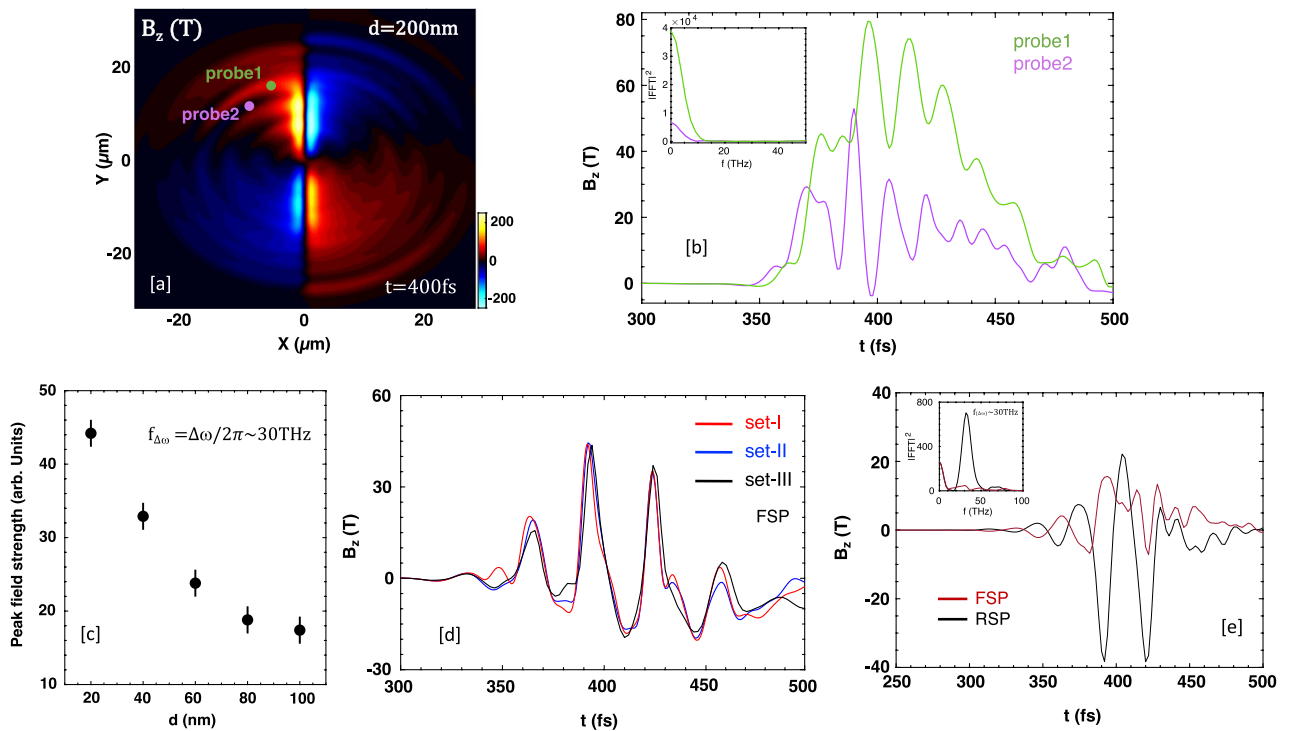 B_z (T)
d=200nm
probe1
probe2
[a]
t=400fs
20
0
-20
Y (μm)
-20
0
20
X (μm)
200
0
-200
80
60
40
20
0
B_z (T)
probe1
probe2
× 10^4
4
3
2
1
0
|FFT|^2
0
20
40
f (THz)
[b]
300
350
400
450
500
t (fs)
50
40
30
20
10
Peak field strength (arb. Units)
f_Δω = Δω/2π~30THz
[c]
20
40
60
80
100
d (nm)
60
30
0
-30
B_z (T)
set-I
set-II
set-III
FSP
[d]
300
350
400
450
500
t (fs)
40
20
0
-20
-40
B_z (T)
800
400
0
|FFT|^2
f_(Δω)~30THz
0
50
100
f (THz)
FSP
RSP
[e]
250
300
350
400
450
500
t (fs)